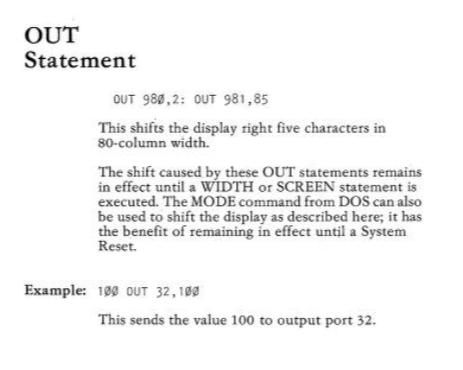 OUT
Statement
OUT 980,2: OUT 981,85
This shifts the display right five characters in
80-column width.
The shift caused by these OUT statements remains
in effect until a WIDTH or SCREEN statement is
executed. The MODE command from DOS can also
be used to shift the display as described here; it has
the benefit of remaining in effect until a System
Reset.
Example: 100 OUT 32,100
This sends the value 100 to output port 32.